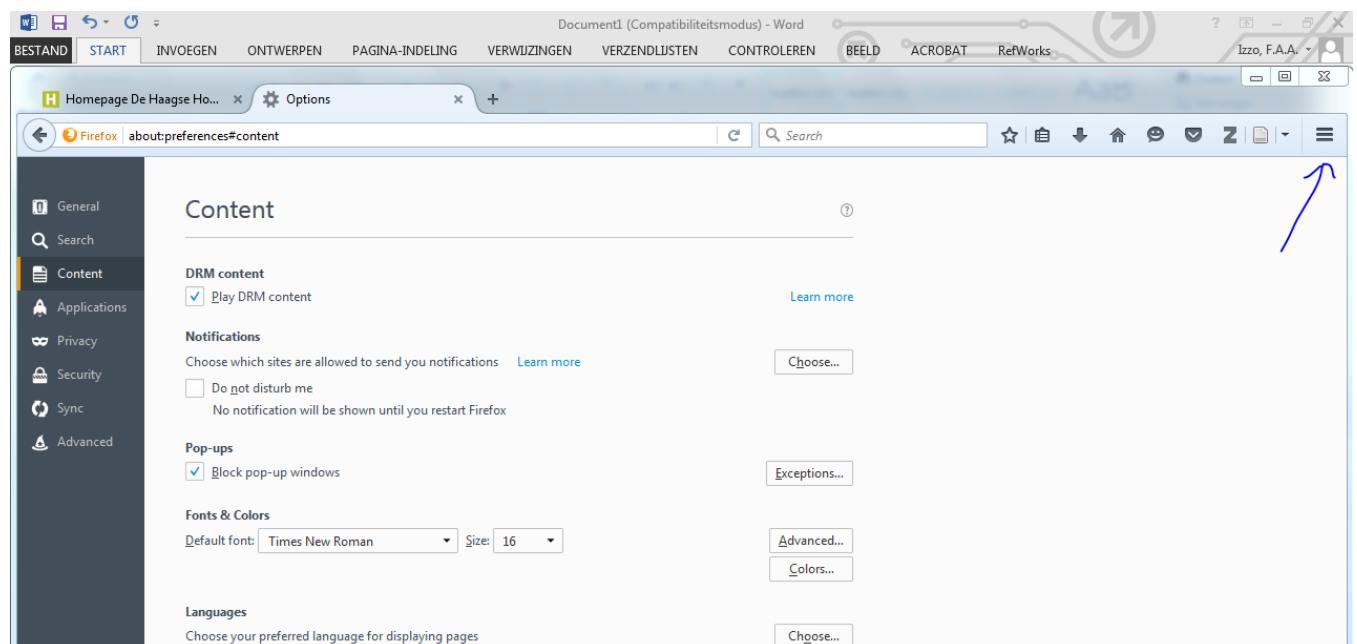 Document1 (Compatibiliteitsmodus) - Word
BESTAND START INVOEGEN ONTWERPEN PAGINA-INDELING VERWIJZINGEN VERZENDLIJSTEN CONTROLEREN BEELD ACROBAT RefWorks Izzo, F.A.A.
Homepage De Haagse Ho... Options
Firefox about:preferences#content Search
General
Search
Content
Applications
Privacy
Security
Sync
Advanced
Content
DRM content
Play DRM content Learn more
Notifications
Choose which sites are allowed to send you notifications Learn more Choose...
Do not disturb me
No notification will be shown until you restart Firefox
Pop-ups
Block pop-up windows Exceptions...
Fonts & Colors
Default font: Times New Roman Size: 16 Advanced...
Colors...
Languages
Choose your preferred language for displaying pages Choose...